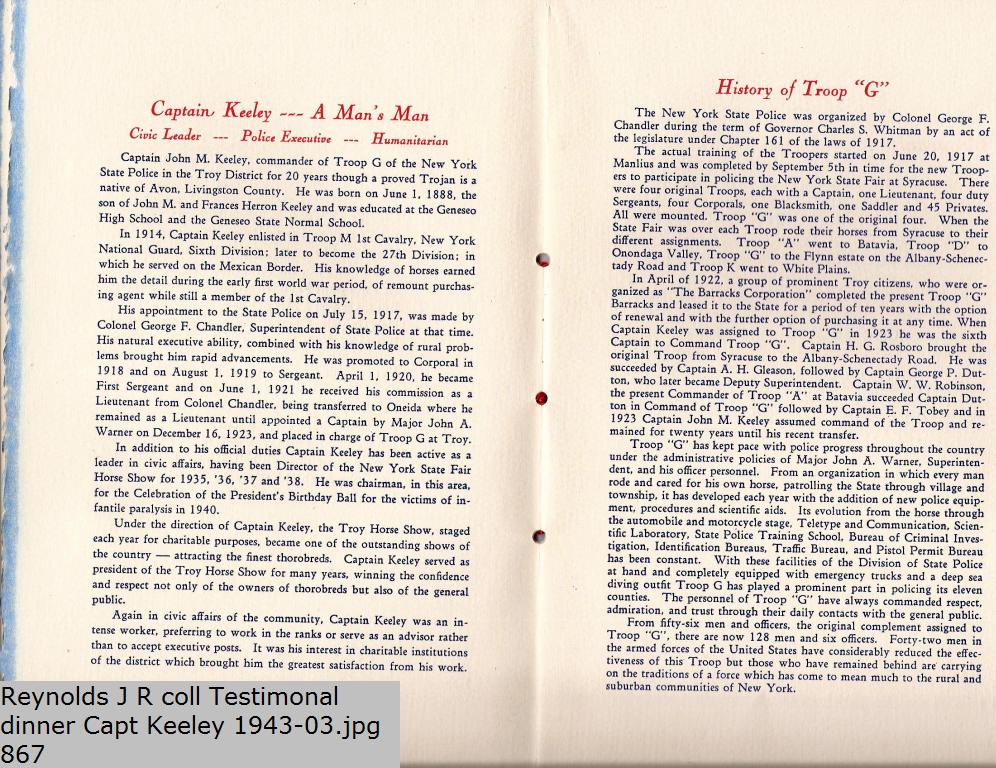 Captain Keeley --- A Man's Man
Civic Leader --- Police Executive --- Humanitarian
Captain John M. Keeley, commander of Troop G of the New York
State Police in the Troy District for 20 years though a proved Trojan is a
native of Avon, Livingston County. He was born on June 1, 1888, the
son of John M. and Frances Herron Keeley and was educated at the Geneseo
High School and the Geneseo State Normal School.
In 1914, Captain Keeley enlisted in Troop M 1st Cavalry, New York
National Guard, Sixth Division; later to become the 27th Division; in
which he served on the Mexican Border. His knowledge of horses earned
him the detail during the early first world war period, of remount purchas-
ing agent while still a member of the 1st Cavalry.
His appointment to the State Police on July 15, 1917, was made by
Colonel George F. Chandler, Superintendent of State Police at that time.
His natural executive ability, combined with his knowledge of rural prob-
lems brought him rapid advancements. He was promoted to Corporal in
1918 and on August 1, 1919 to Sergeant. April 1, 1920, he became
First Sergeant and on June 1, 1921 he received his commission as a
Lieutenant from Colonel Chandler, being transferred to Oneida where he
remained as a Lieutenant until appointed a Captain by Major John A.
Warner on December 16, 1923, and placed in charge of Troop G at Troy.
In addition to his official duties Captain Keeley has been active as a
leader in civic affairs, having been Director of the New York State Fair
Horse Show for 1935, '36, '37 and '38. He was chairman, in this area,
for the Celebration of the President's Birthday Ball for the victims of in-
fantile paralysis in 1940.
Under the direction of Captain Keeley, the Troy Horse Show, staged
each year for charitable purposes, became one of the outstanding shows of
the country — attracting the finest thorobreds. Captain Keeley served as
president of the Troy Horse Show for many years, winning the confidence
and respect not only of the owners of thorobreds but also of the general
public.
Again in civic affairs of the community, Captain Keeley was an in-
tense worker, preferring to work in the ranks or serve as an advisor rather
than to accept executive posts. It was his interest in charitable institutions
of the district which brought him the greatest satisfaction from his work.
History of Troop "G"
The New York State Police was organized by Colonel George F.
Chandler during the term of Governor Charles S. Whitman by an act of
the legislature under Chapter 161 of the laws of 1917.
The actual training of the Troopers started on June 20, 1917 at
Manlius and was completed by September 5th in time for the new Troop-
ers to participate in policing the New York State Fair at Syracuse. There
were four original Troops, each with a Captain, one Lieutenant, four duty
Sergeants, four Corporals, one Blacksmith, one Saddler and 45 Privates.
All were mounted. Troop "G" was one of the original four. When the
State Fair was over each Troop rode their horses from Syracuse to their
different assignments. Troop "A" went to Batavia, Troop "D" to
Onondaga Valley, Troop "G" to the Flynn estate on the Albany-Schenec-
tady Road and Troop K went to White Plains.
In April of 1922, a group of prominent Troy citizens, who were or-
ganized as "The Barracks Corporation" completed the present Troop "G"
Barracks and leased it to the State for a period of ten years with the option
of renewal and with the further option of purchasing it at any time. When
Captain Keeley was assigned to Troop "G" in 1923 he was the sixth
Captain to Command Troop "G". Captain H. G. Rosboro brought the
original Troop from Syracuse to the Albany-Schenectady Road. He was
succeeded by Captain A. H. Gleason, followed by Captain George P. Dut-
ton, who later became Deputy Superintendent. Captain W. W. Robinson,
the present Commander of Troop "A" at Batavia succeeded Captain Dut-
ton in Command of Troop "G" followed by Captain E. F. Tobey and in
1923 Captain John M. Keeley assumed command of the Troop and re-
mained for twenty years until his recent transfer.
Troop "G" has kept pace with police progress throughout the country
under the administrative policies of Major John A. Warner, Superinten-
dent, and his officer personnel. From an organization in which every man
rode and cared for his own horse, patrolling the State through village and
township, it has developed each year with the addition of new police equip-
ment, procedures and scientific aids. Its evolution from the horse through
the automobile and motorcycle stage, Teletype and Communication, Scien-
tific Laboratory, State Police Training School, Bureau of Criminal Inves-
tigation, Identification Bureaus, Traffic Bureau, and Pistol Permit Bureau
has been constant. With these facilities of the Division of State Police
at hand and completely equipped with emergency trucks and a deep sea
diving outfit Troop G has played a prominent part in policing its eleven
counties. The personnel of Troop "G" have always commanded respect,
admiration, and trust through their daily contacts with the general public.
From fifty-six men and officers, the original complement assigned to
Troop "G", there are now 128 men and six officers. Forty-two men in
the armed forces of the United States have considerably reduced the effec-
tiveness of this Troop but those who have remained behind are carrying
on the traditions of a force which has come to mean much to the rural and
suburban communities of New York.
Reynolds J R coll Testimonal
dinner Capt Keeley 1943-03.jpg
867